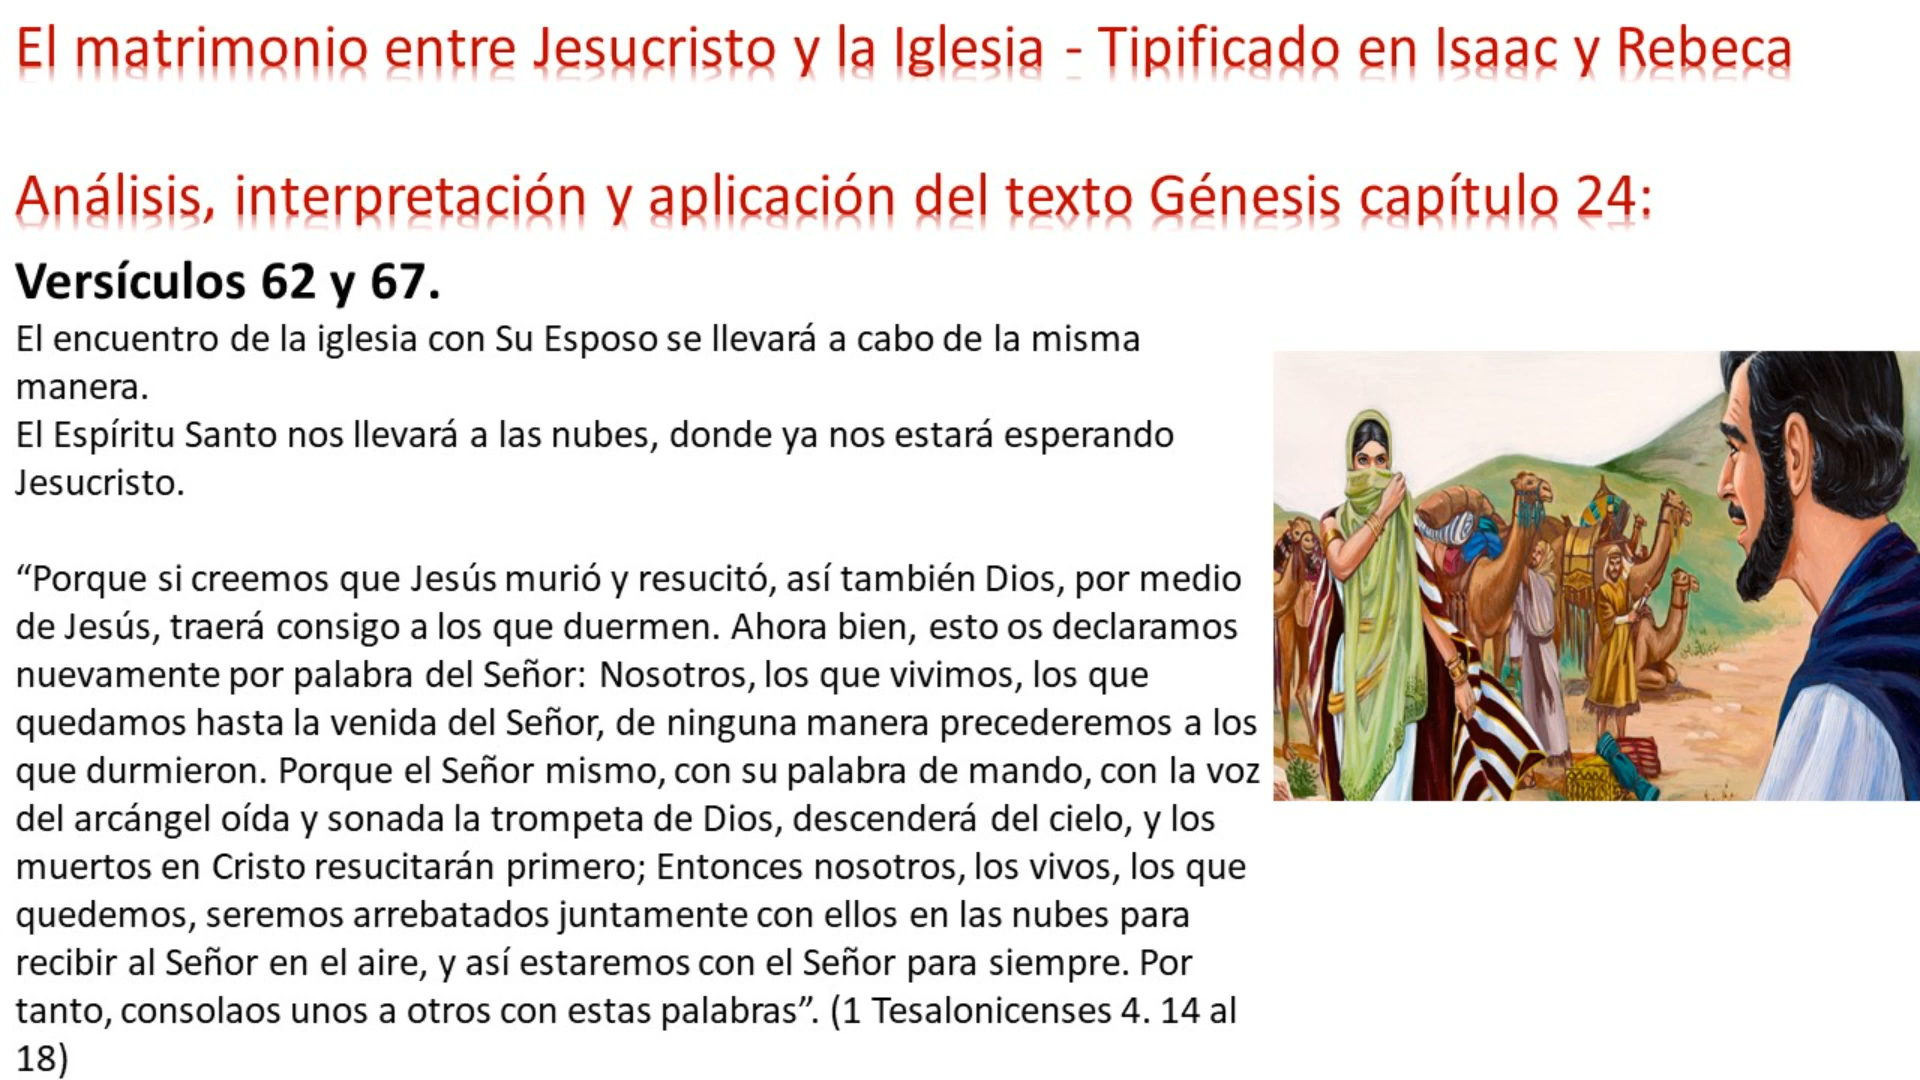 El matrimonio entre Jesucristo y la Iglesia - Tipificado en Isaac y Rebeca
Análisis, interpretación y aplicación del texto Génesis capítulo 24:
Versículos 62 y 67.
El encuentro de la iglesia con Su Esposo se llevará a cabo de la misma
manera.
El Espíritu Santo nos llevará a las nubes, donde ya nos estará esperando
Jesucristo.
“Porque si creemos que Jesús murió y resucitó, así también Dios, por medio
de Jesús, traerá consigo a los que duermen. Ahora bien, esto os declaramos
nuevamente por palabra del Señor: Nosotros, los que vivimos, los que
quedamos hasta la venida del Señor, de ninguna manera precederemos a los
que durmieron. Porque el Señor mismo, con su palabra de mando, con la voz
del arcángel oída y sonada la trompeta de Dios, descenderá del cielo, y los
muertos en Cristo resucitarán primero; Entonces nosotros, los vivos, los que
quedemos, seremos arrebatados juntamente con ellos en las nubes para
recibir al Señor en el aire, y así estaremos con el Señor para siempre. Por
tanto, consolaos unos a otros con estas palabras”. (1 Tesalonicenses 4. 14 al
18)